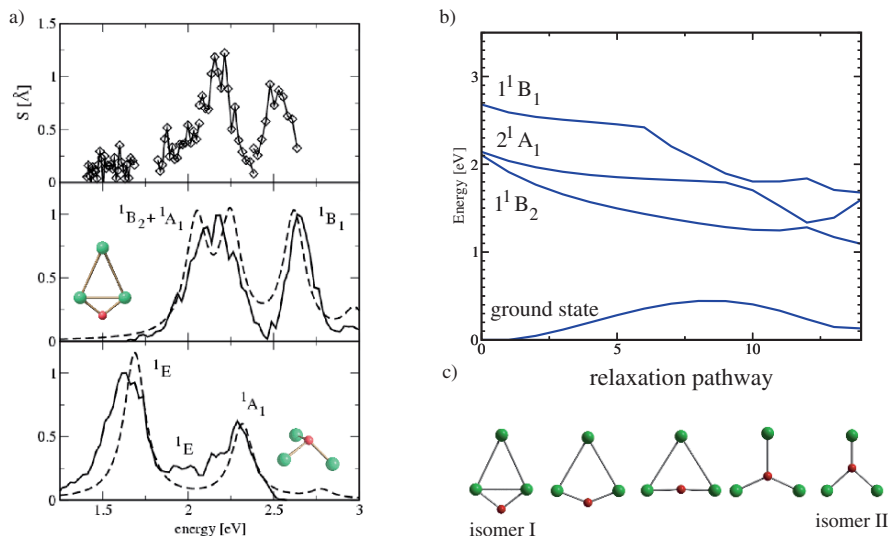 a)
1.5
1
0.5
0
S [Å]
¹B₂ + ¹A₁
¹B₁
1
0.5
0
¹E
¹E
¹A₁
1
0.5
0
1.5
2
2.5
3
energy [eV]
b)
3
2
1
0
Energy [eV]
1¹B₁
2¹A₁
1¹B₂
ground state
0
5
10
relaxation pathway
c)
isomer I
isomer II